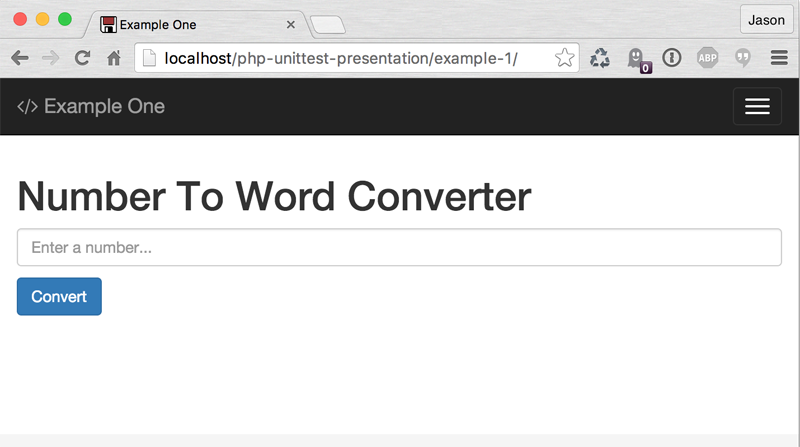 Example One
Jason
localhost/php-unittest-presentation/example-1/
0
ABP
</> Example One
Number To Word Converter
Enter a number...
Convert